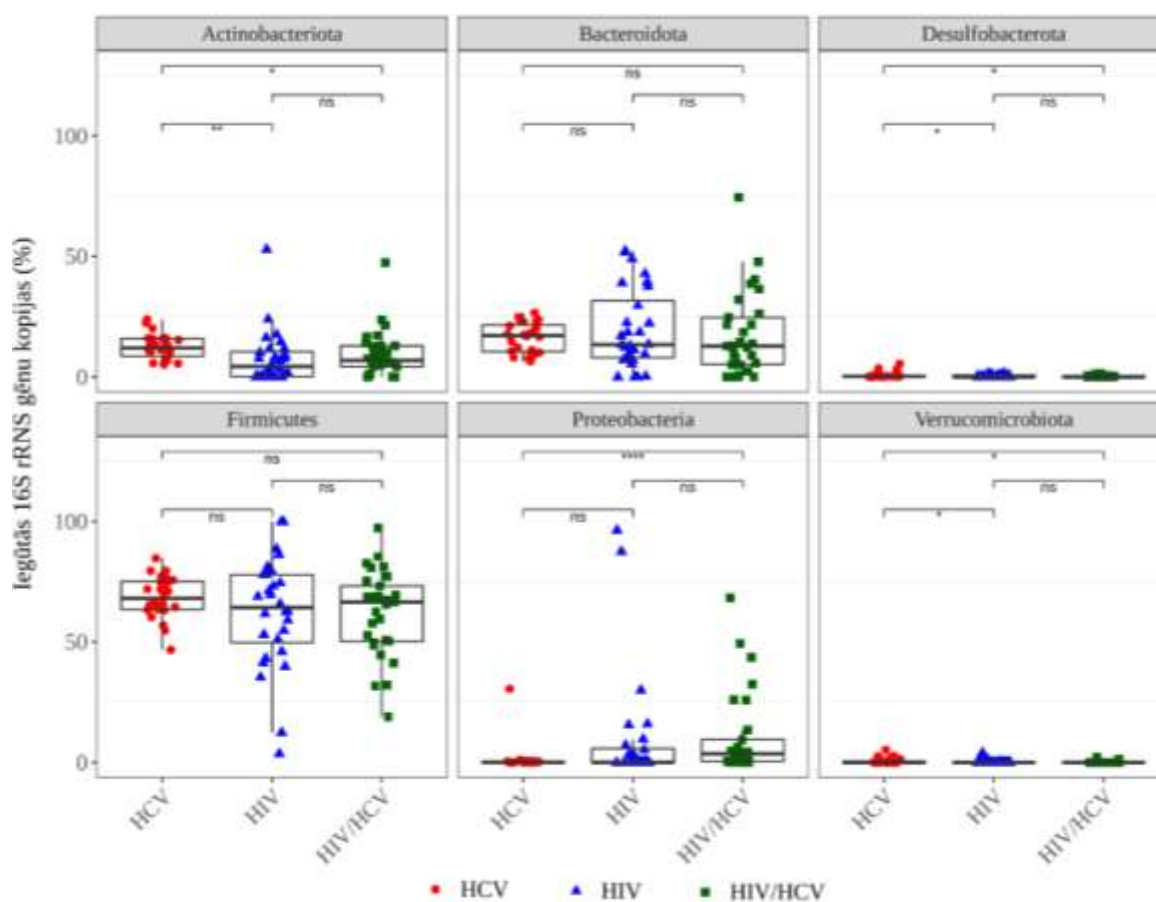 Iegūtās 16S rRNS gēnu kopijas (%)
Actinobacteriota Bacteroidota Desulfobacterota
* ns *
ns ns ns
** ns *
100
50
0
Firmicutes Proteobacteria Verrucomicrobiota
ns **** *
ns ns ns
ns ns *
100
50
0
HCV HIV HIV/HCV HCV HIV HIV/HCV HCV HIV HIV/HCV
HCV HIV HIV/HCV